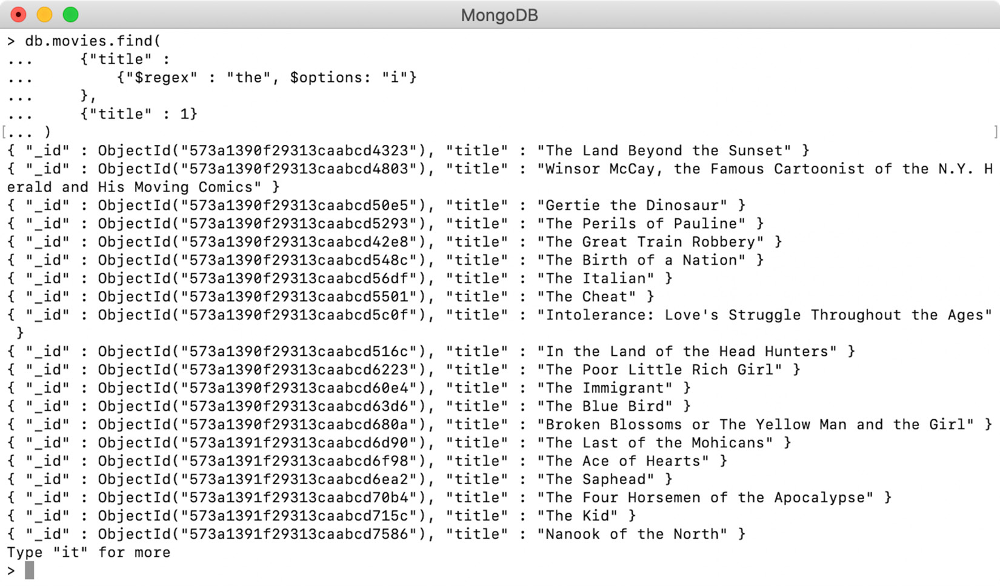 MongoDB
> db.movies.find(
...     {"title" :
...         {"$regex" : "the", $options: "i"}
...     },
...     {"title" : 1}
[... )                                                                                                      ]
{ "_id" : ObjectId("573a1390f29313caabcd4323"), "title" : "The Land Beyond the Sunset" }
{ "_id" : ObjectId("573a1390f29313caabcd4803"), "title" : "Winsor McCay, the Famous Cartoonist of the N.Y. H
erald and His Moving Comics" }
{ "_id" : ObjectId("573a1390f29313caabcd50e5"), "title" : "Gertie the Dinosaur" }
{ "_id" : ObjectId("573a1390f29313caabcd5293"), "title" : "The Perils of Pauline" }
{ "_id" : ObjectId("573a1390f29313caabcd42e8"), "title" : "The Great Train Robbery" }
{ "_id" : ObjectId("573a1390f29313caabcd548c"), "title" : "The Birth of a Nation" }
{ "_id" : ObjectId("573a1390f29313caabcd56df"), "title" : "The Italian" }
{ "_id" : ObjectId("573a1390f29313caabcd5501"), "title" : "The Cheat" }
{ "_id" : ObjectId("573a1390f29313caabcd5c0f"), "title" : "Intolerance: Love's Struggle Throughout the Ages"
 }
{ "_id" : ObjectId("573a1390f29313caabcd516c"), "title" : "In the Land of the Head Hunters" }
{ "_id" : ObjectId("573a1390f29313caabcd6223"), "title" : "The Poor Little Rich Girl" }
{ "_id" : ObjectId("573a1390f29313caabcd60e4"), "title" : "The Immigrant" }
{ "_id" : ObjectId("573a1390f29313caabcd63d6"), "title" : "The Blue Bird" }
{ "_id" : ObjectId("573a1390f29313caabcd680a"), "title" : "Broken Blossoms or The Yellow Man and the Girl" }
{ "_id" : ObjectId("573a1391f29313caabcd6d90"), "title" : "The Last of the Mohicans" }
{ "_id" : ObjectId("573a1391f29313caabcd6f98"), "title" : "The Ace of Hearts" }
{ "_id" : ObjectId("573a1391f29313caabcd6ea2"), "title" : "The Saphead" }
{ "_id" : ObjectId("573a1391f29313caabcd70b4"), "title" : "The Four Horsemen of the Apocalypse" }
{ "_id" : ObjectId("573a1391f29313caabcd715c"), "title" : "The Kid" }
{ "_id" : ObjectId("573a1391f29313caabcd7586"), "title" : "Nanook of the North" }
Type "it" for more
>